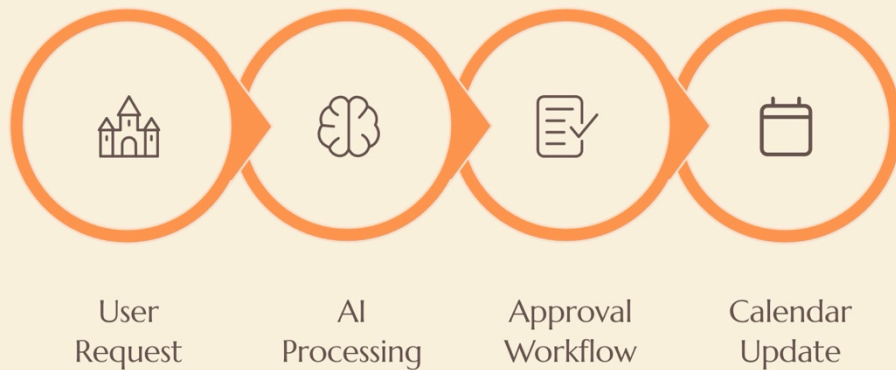 User
Request
AI
Processing
Approval
Workflow
Calendar
Update